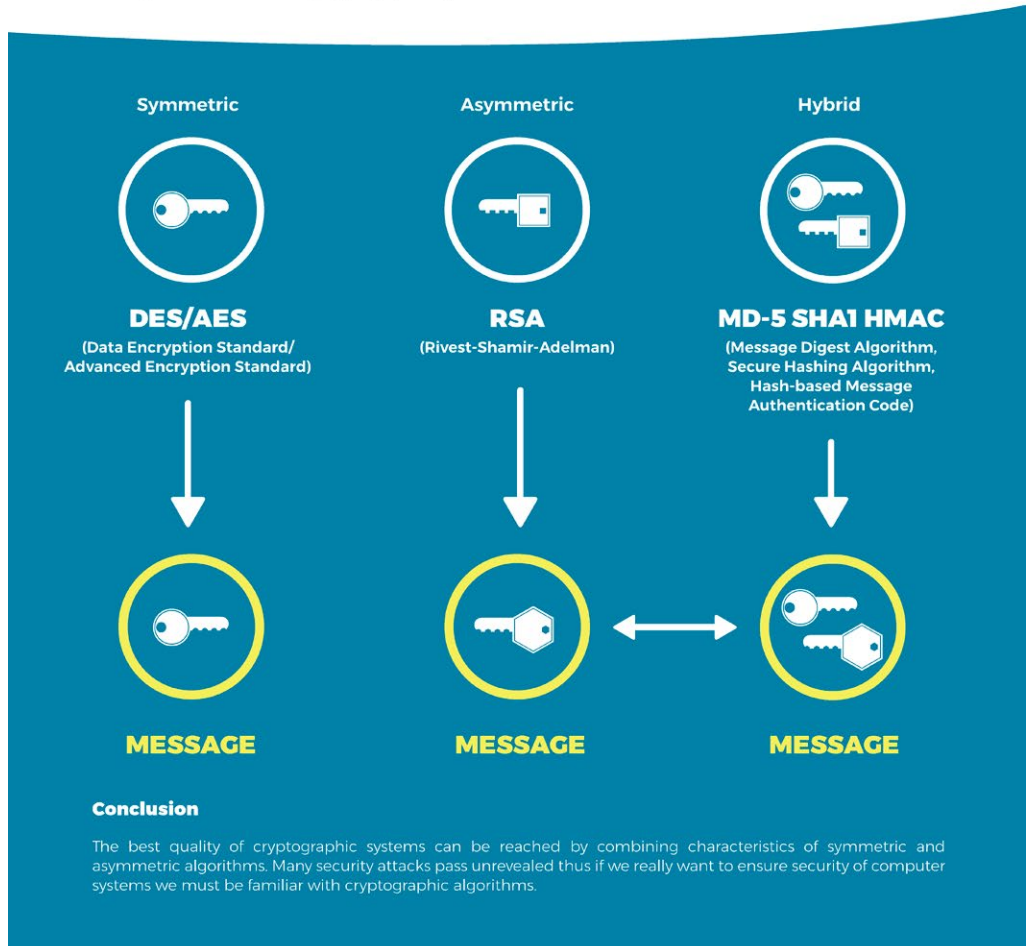 Symmetric
Asymmetric
Hybrid
DES/AES
(Data Encryption Standard/
Advanced Encryption Standard)
RSA
(Rivest-Shamir-Adelman)
MD-5 SHA1 HMAC
(Message Digest Algorithm,
Secure Hashing Algorithm,
Hash-based Message
Authentication Code)
MESSAGE
MESSAGE
MESSAGE
Conclusion
The best quality of cryptographic systems can be reached by combining characteristics of symmetric and
asymmetric algorithms. Many security attacks pass unrevealed thus if we really want to ensure security of computer
systems we must be familiar with cryptographic algorithms.